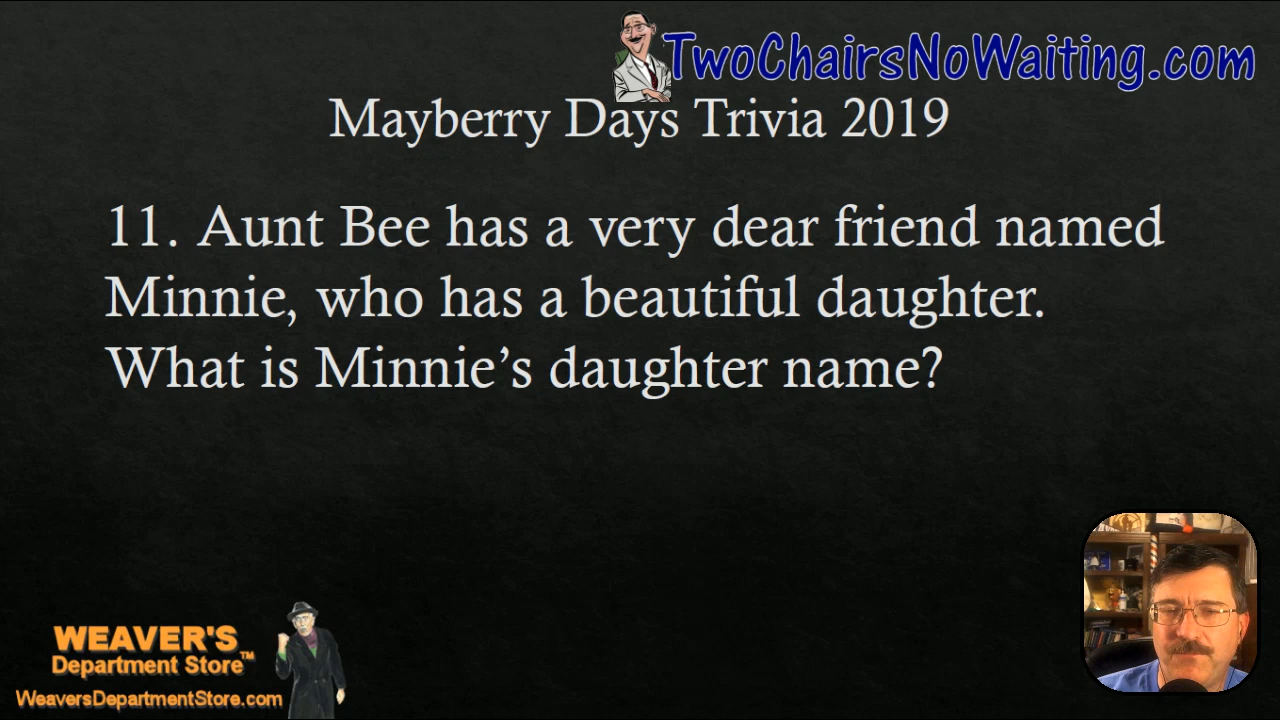 TwoChairsNoWaiting.com
Mayberry Days Trivia 2019
11. Aunt Bee has a very dear friend named
Minnie, who has a beautiful daughter.
What is Minnie’s daughter name?
WEAVER'S
Department Store™
WeaversDepartmentStore.com